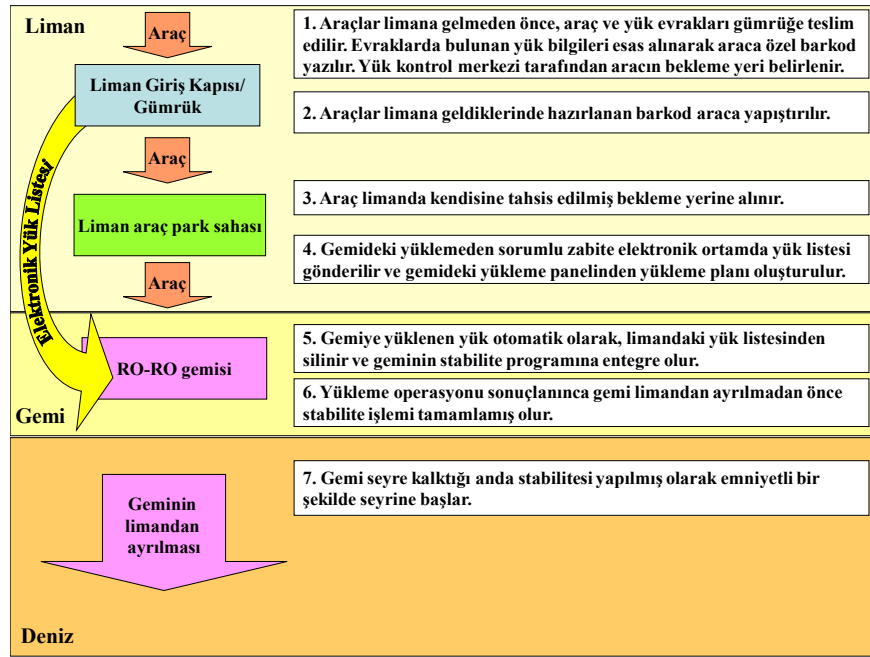 Liman
Araç
1. Araçlar limana gelmeden önce, araç ve yük evrakları gümrüğe teslim
edilir. Evraklarda bulunan yük bilgileri esas alınarak araca özel barkod
yazılır. Yük kontrol merkezi tarafından aracın bekleme yeri belirlenir.
Liman Giriş Kapısı/
Gümrük
2. Araçlar limana geldiklerinde hazırlanan barkod araca yapıştırılır.
Araç
Elektronik Yük Listesi
3. Araç limanda kendisine tahsis edilmiş bekleme yerine alınır.
Liman araç park sahası
4. Gemideki yüklemeden sorumlu zabite elektronik ortamda yük listesi
gönderilir ve gemideki yükleme panelinden yükleme planı oluşturulur.
Araç
5. Gemiye yüklenen yük otomatik olarak, limandaki yük listesinden
silinir ve geminin stabilite programına entegre olur.
RO-RO gemisi
6. Yükleme operasyonu sonuçlanınca gemi limandan ayrılmadan önce
stabilite işlemi tamamlamış olur.
Gemi
7. Gemi seyre kalktığı anda stabilitesi yapılmış olarak emniyetli bir
şekilde seyrine başlar.
Geminin
limandan
ayrılması
Deniz